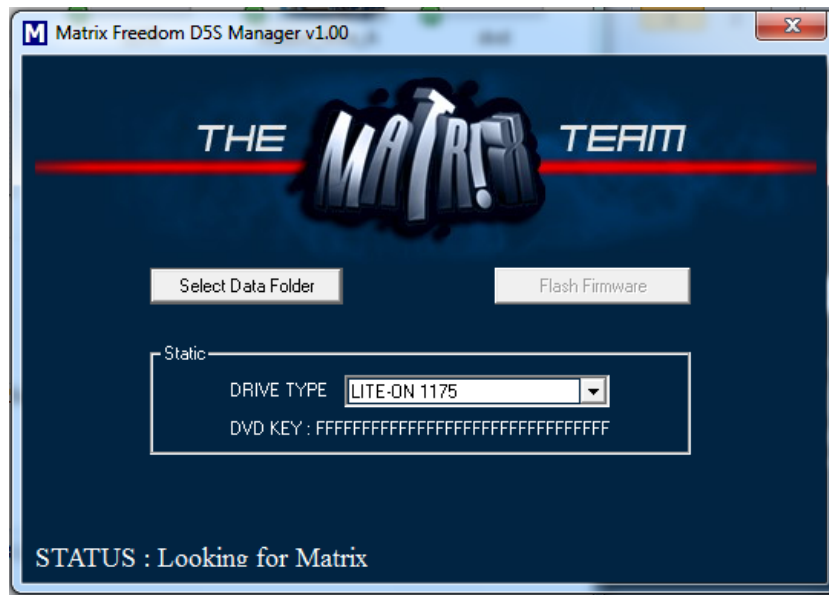 Matrix Freedom D5S Manager v1.00
THE MATRIX TEAM
Select Data Folder
Flash Firmware
Static
DRIVE TYPE LITE-ON 1175
DVD KEY : FFFFFFFFFFFFFFFFFFFFFFFFFFFFFFFF
STATUS : Looking for Matrix